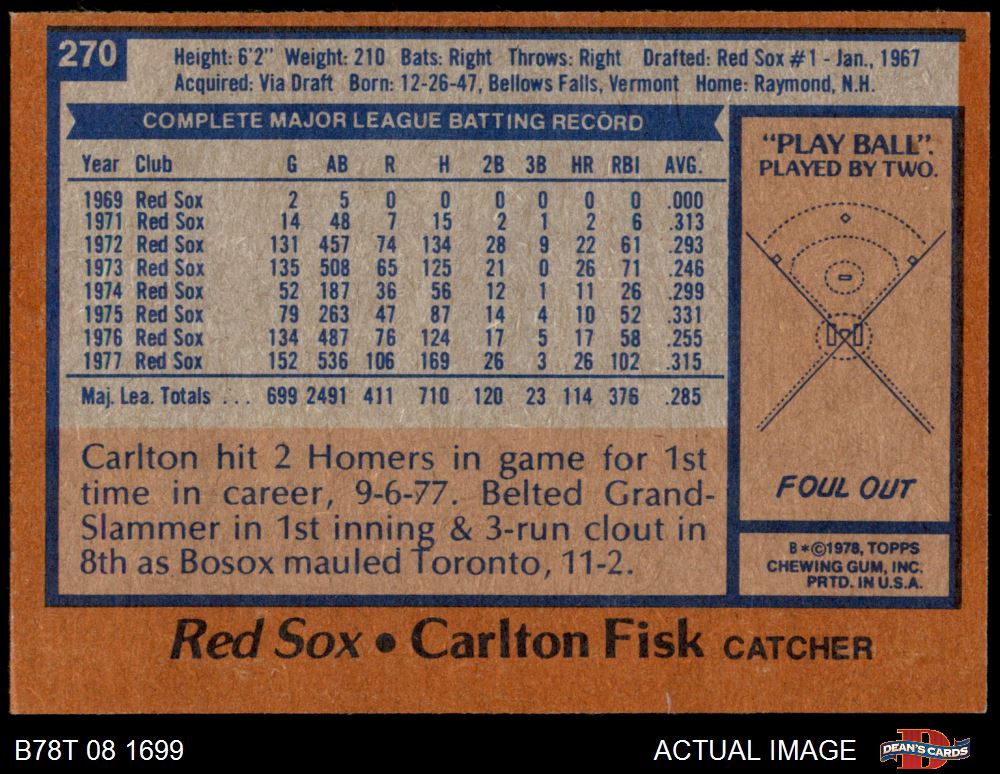 270
Height: 6'2" Weight: 210 Bats: Right Throws: Right Drafted: Red Sox #1 - Jan., 1967
Acquired: Via Draft Born: 12-26-47, Bellows Falls, Vermont Home: Raymond, N.H.
COMPLETE MAJOR LEAGUE BATTING RECORD
Year Club G AB R H 2B 3B HR RBI AVG.
1969 Red Sox 2 5 0 0 0 0 0 0 .000
1971 Red Sox 14 48 7 15 2 1 2 6 .313
1972 Red Sox 131 457 74 134 28 9 22 61 .293
1973 Red Sox 135 508 65 125 21 0 26 71 .246
1974 Red Sox 52 187 36 56 12 1 11 26 .299
1975 Red Sox 79 263 47 87 14 4 10 52 .331
1976 Red Sox 134 487 76 124 17 5 17 58 .255
1977 Red Sox 152 536 106 169 26 3 26 102 .315
Maj. Lea. Totals ... 699 2491 411 710 120 23 114 376 .285
Carlton hit 2 Homers in game for 1st
time in career, 9-6-77. Belted Grand-
Slammer in 1st inning & 3-run clout in
8th as Bosox mauled Toronto, 11-2.
"PLAY BALL".
PLAYED BY TWO.
FOUL OUT
B*©1978, TOPPS
CHEWING GUM, INC.
PRTD. IN U.S.A.
Red Sox • Carlton Fisk CATCHER
B78T 08 1699
ACTUAL IMAGE
DEAN'S CARDS